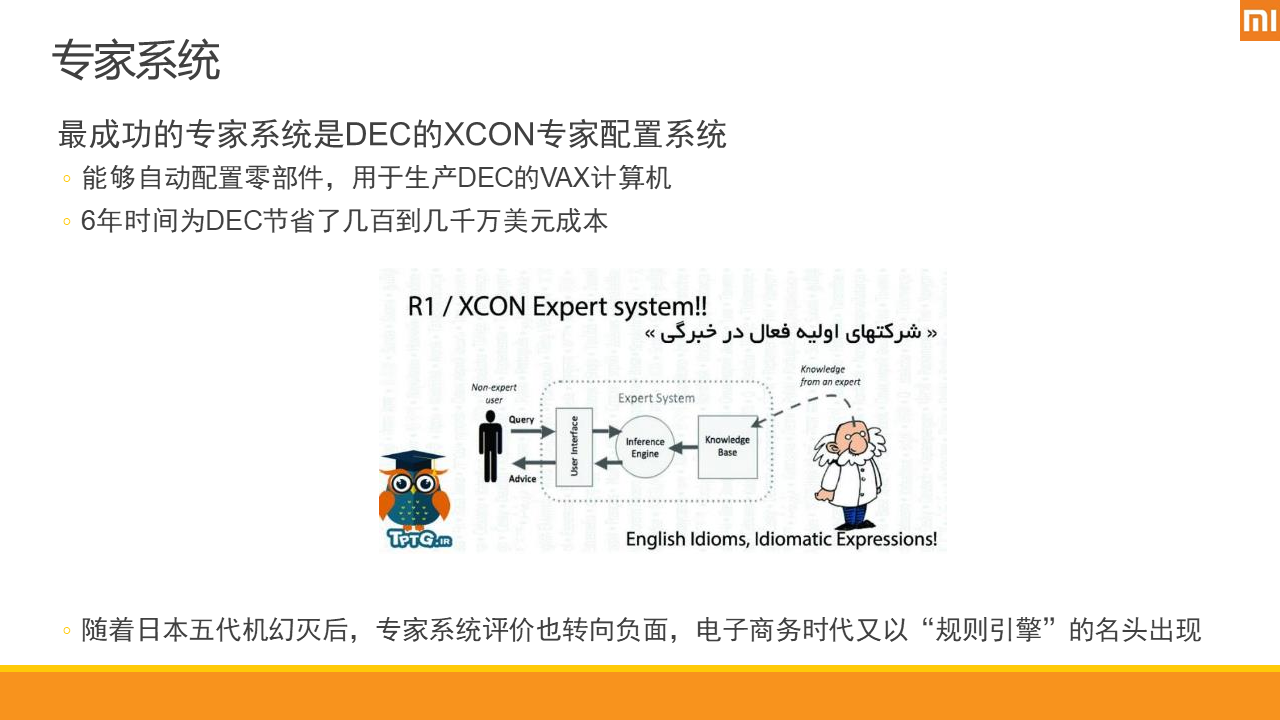 专家系统
最成功的专家系统是DEC的XCON专家配置系统
能够自动配置零部件，用于生产DEC的VAX计算机
6年时间为DEC节省了几百到几千万美元成本
R1 / XCON Expert system!!
« شرکتهای اولیه فعال در خبرگی »
Knowledge
from an expert
Non-expert
user
Expert System
Query
User Interface
Inference
Engine
Knowledge
Base
Advice
TPTG.IR
English Idioms, Idiomatic Expressions!
随着日本五代机幻灭后，专家系统评价也转向负面，电子商务时代又以“规则引擎”的名头出现